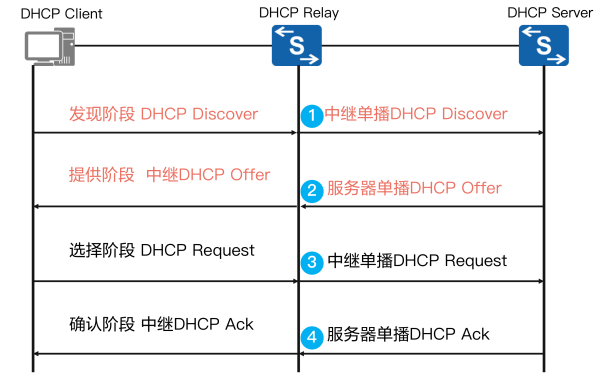 DHCP Client
DHCP Relay
DHCP Server
S
S
发现阶段 DHCP Discover
1 中继单播DHCP Discover
提供阶段 中继DHCP Offer
2 服务器单播DHCP Offer
选择阶段 DHCP Request
3 中继单播DHCP Request
确认阶段 中继DHCP Ack
4 服务器单播DHCP Ack